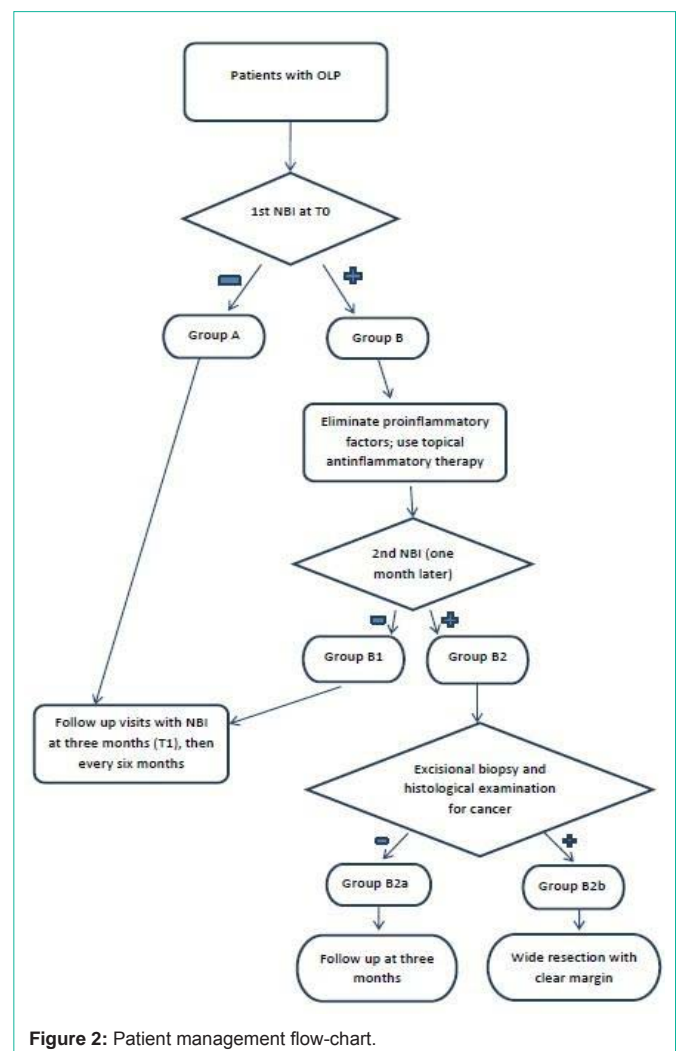 Patients with OLP
1st NBI at T0
Group A
Group B
Eliminate proinflammatory
factors; use topical
antinflammatory therapy
2nd NBI (one
month later)
Group B1
Group B2
Follow up visits with NBI
at three months (T1), then
every six months
Excisional biopsy and
histological examination
for cancer
Group B2a
Group B2b
Follow up at three
months
Wide resection with
clear margin
Figure 2: Patient management flow-chart.